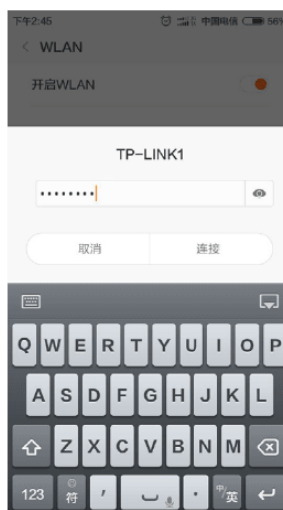 下午2:45 中国电信 56%
WLAN
开启WLAN
TP-LINK1
••••••••
取消 连接
Q W E R T Y U I O P
A S D F G H J K L
Z X C V B N M
123 符 , · 中/英